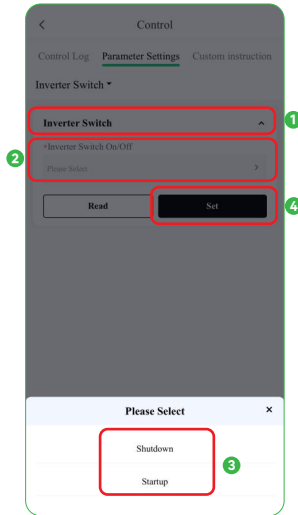 Control
Control Log Parameter Settings Custom instruction
Inverter Switch
Inverter Switch
1
*Inverter Switch On/Off
2
Please Select
Read Set
4
Please Select ×
Shutdown
3
Startup